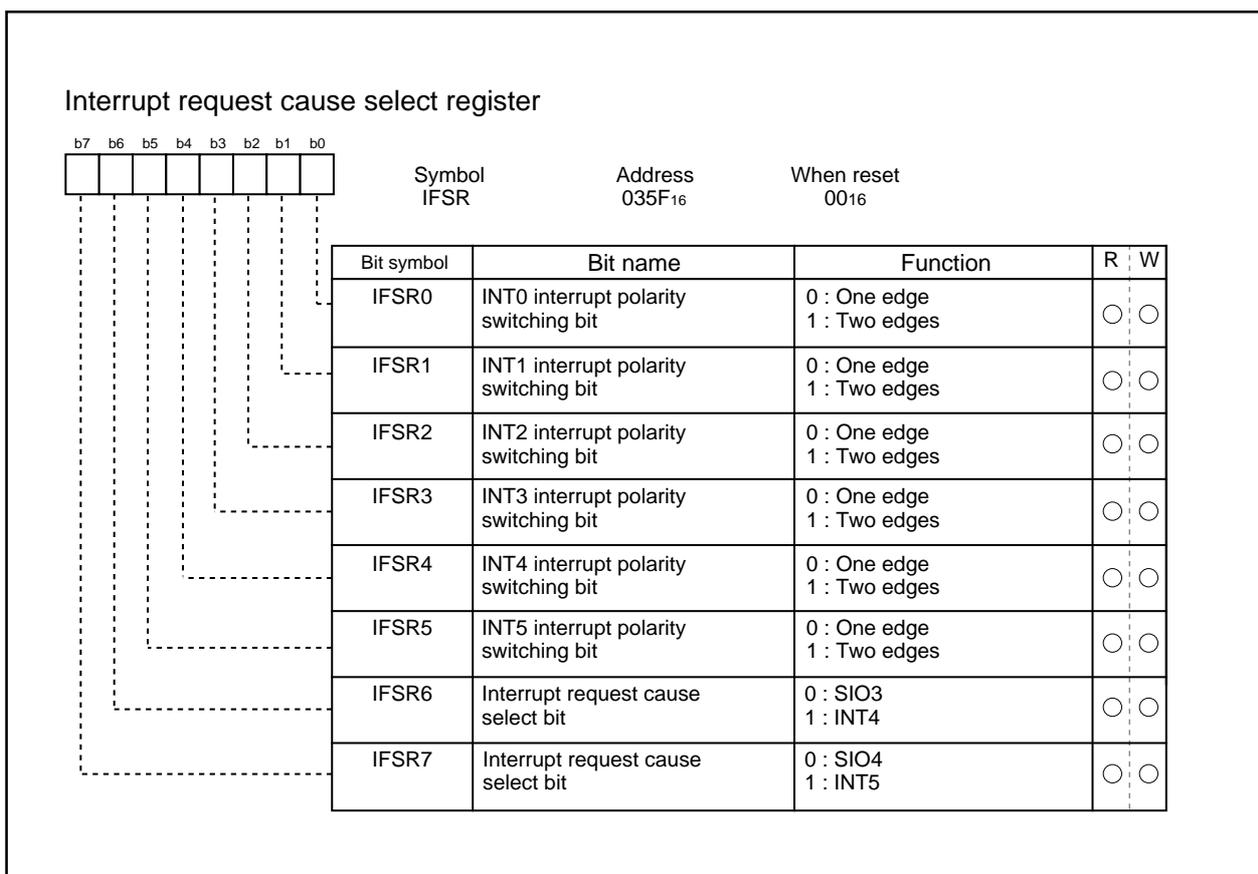 Interrupt request cause select register
b7 b6 b5 b4 b3 b2 b1 b0
Symbol Address When reset
IFSR 035F16 0016
Bit symbol Bit name Function R W
IFSR0 INT0 interrupt polarity 0 : One edge
switching bit 1 : Two edges
IFSR1 INT1 interrupt polarity 0 : One edge
switching bit 1 : Two edges
IFSR2 INT2 interrupt polarity 0 : One edge
switching bit 1 : Two edges
IFSR3 INT3 interrupt polarity 0 : One edge
switching bit 1 : Two edges
IFSR4 INT4 interrupt polarity 0 : One edge
switching bit 1 : Two edges
IFSR5 INT5 interrupt polarity 0 : One edge
switching bit 1 : Two edges
IFSR6 Interrupt request cause 0 : SIO3
select bit 1 : INT4
IFSR7 Interrupt request cause 0 : SIO4
select bit 1 : INT5